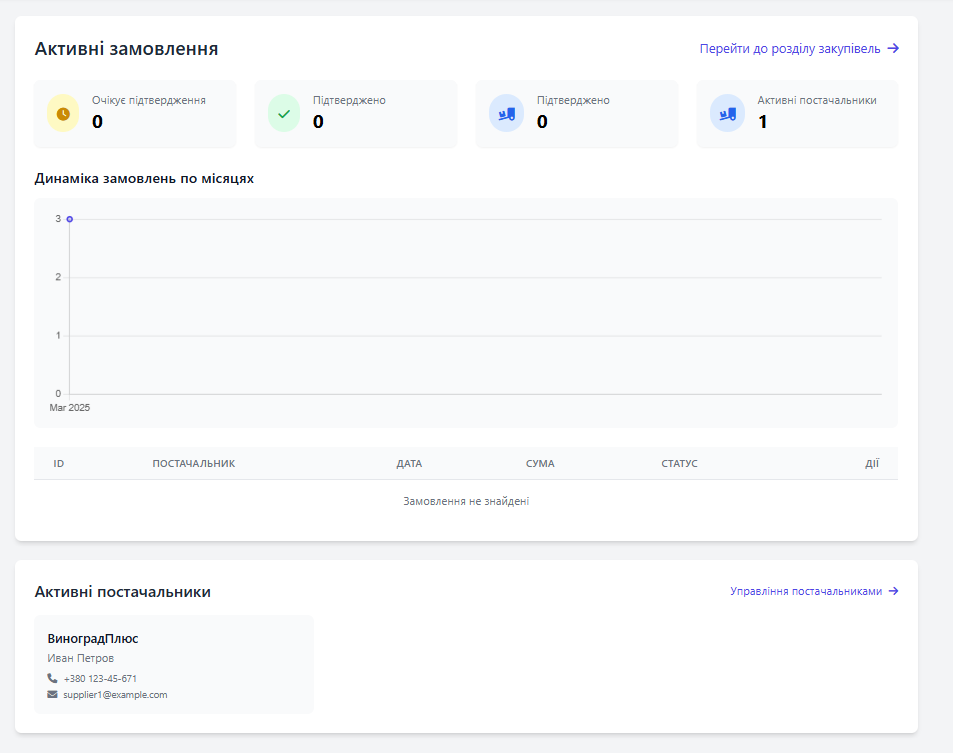 Активні замовлення
Перейти до розділу закупівель →
Очікує підтвердження
0
Підтверджено
0
Підтверджено
0
Активні постачальники
1
Динаміка замовлень по місяцях
3
2
1
0
Mar 2025
ID ПОСТАЧАЛЬНИК ДАТА СУМА СТАТУС ДІЇ
Замовлення не знайдені
Активні постачальники
Управління постачальниками →
ВиноградПлюс
Иван Петров
+380 123-45-671
supplier1@example.com